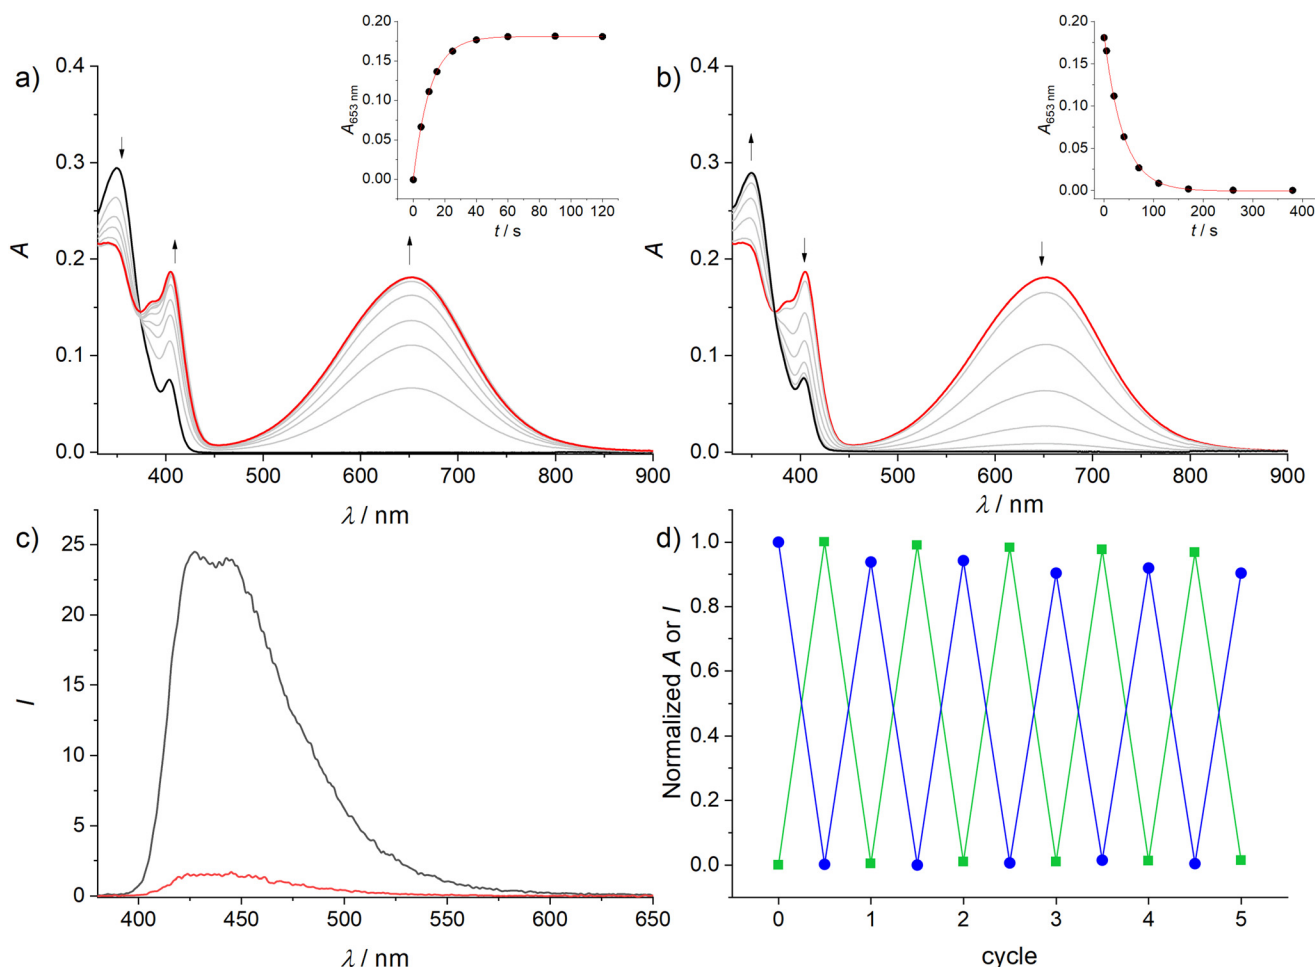 a)
A
0.4
0.3
0.2
0.1
0.0
400 500 600 700 800 900
λ / nm
A653 nm
0.20
0.15
0.10
0.05
0.00
0 20 40 60 80 100 120
t / s
b)
A
0.4
0.3
0.2
0.1
0.0
400 500 600 700 800 900
λ / nm
A653 nm
0.20
0.15
0.10
0.05
0.00
0 100 200 300 400
t / s
c)
I
25
20
15
10
5
0
400 450 500 550 600 650
λ / nm
d)
Normalized A or I
1.0
0.8
0.6
0.4
0.2
0.0
0 1 2 3 4 5
cycle